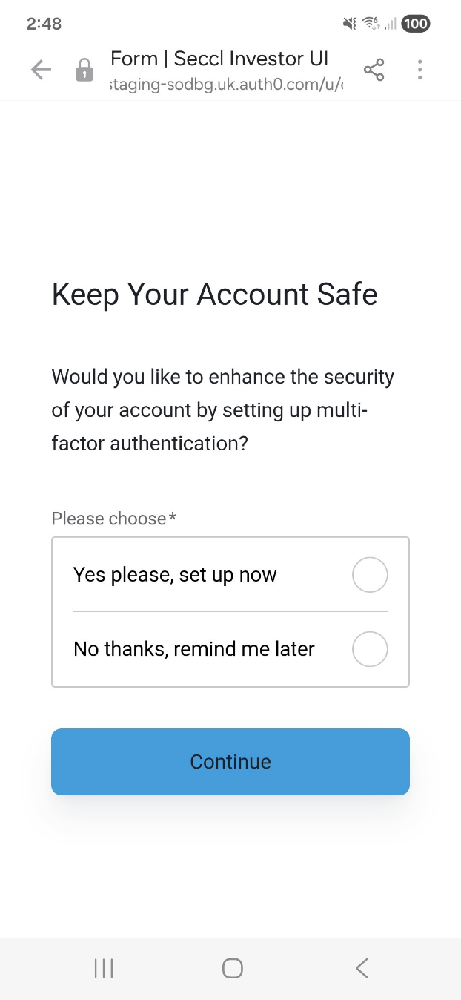 2:48
100
Form | Seccl Investor UI
staging-sodbg.uk.auth0.com/u/
Keep Your Account Safe
Would you like to enhance the security
of your account by setting up multi-
factor authentication?
Please choose*
Yes please, set up now
No thanks, remind me later
Continue